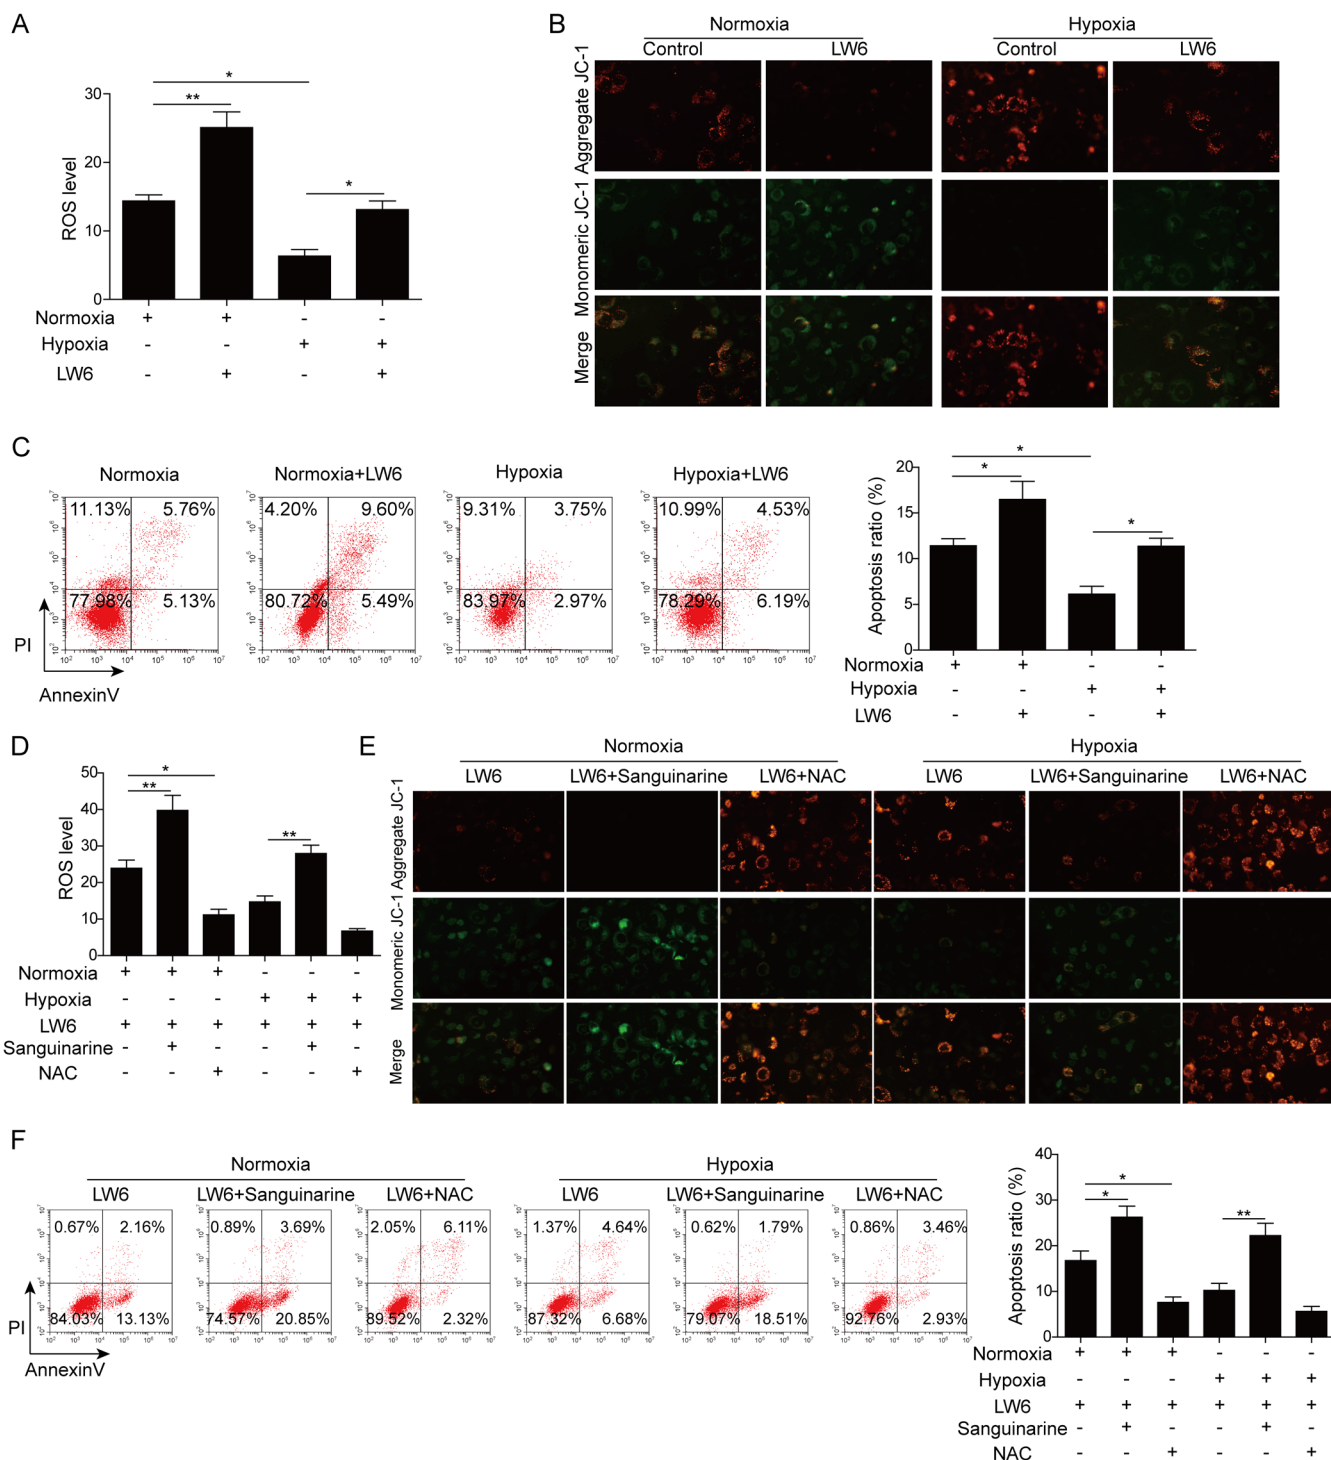 A
ROS level
30
20
10
0
*
**
*
Normoxia + + - -
Hypoxia - - + +
LW6 - + - +
B
Normoxia Hypoxia
Control LW6 Control LW6
Aggregate JC-1
Monomeric JC-1
Merge
C
Normoxia Normoxia+LW6 Hypoxia Hypoxia+LW6
11.13% 5.76% 4.20% 9.60% 9.31% 3.75% 10.99% 4.53%
77.98% 5.13% 80.72% 5.49% 83.97% 2.97% 78.29% 6.19%
10² 10³ 10⁴ 10⁵ 10⁶ 10⁷
PI
AnnexinV
Apoptosis ratio (%)
20
15
10
5
0
*
*
*
Normoxia + + - -
Hypoxia - - + +
LW6 - + - +
D
ROS level
50
40
30
20
10
0
*
**
**
Normoxia + + + - - -
Hypoxia - - - + + +
LW6 + + + + + +
Sanguinarine - + - - + -
NAC - - + - - +
E
Normoxia Hypoxia
LW6 LW6+Sanguinarine LW6+NAC LW6 LW6+Sanguinarine LW6+NAC
Aggregate JC-1
Monomeric JC-1
Merge
F
Normoxia Hypoxia
LW6 LW6+Sanguinarine LW6+NAC LW6 LW6+Sanguinarine LW6+NAC
0.67% 2.16% 0.89% 3.69% 2.05% 6.11% 1.37% 4.64% 0.62% 1.79% 0.86% 3.46%
84.03% 13.13% 74.57% 20.85% 89.52% 2.32% 87.32% 6.68% 79.07% 18.51% 92.76% 2.93%
PI
AnnexinV
Apoptosis ratio (%)
40
30
20
10
0
*
*
**
Normoxia + + + - - -
Hypoxia - - - + + +
LW6 + + + + + +
Sanguinarine - + - - + -
NAC - - + - - +